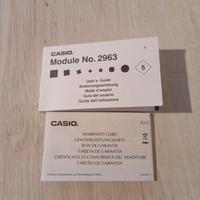 CASIO.
Module No. 2963
5
User's Guide
Bedienungsanleitung
Mode d'emploi
Guía del usuario
Guida dell'utilizzatore
CASIO.
WARRANTY CARD
GEWÄHRLEISTUNGSKARTE
BON DE GARANTIE
TARJETA DE GARANTÍA
CERTIFICATO DI CONFORMITÀ DEL VENDITORE
CARTÃO DE GARANTIA